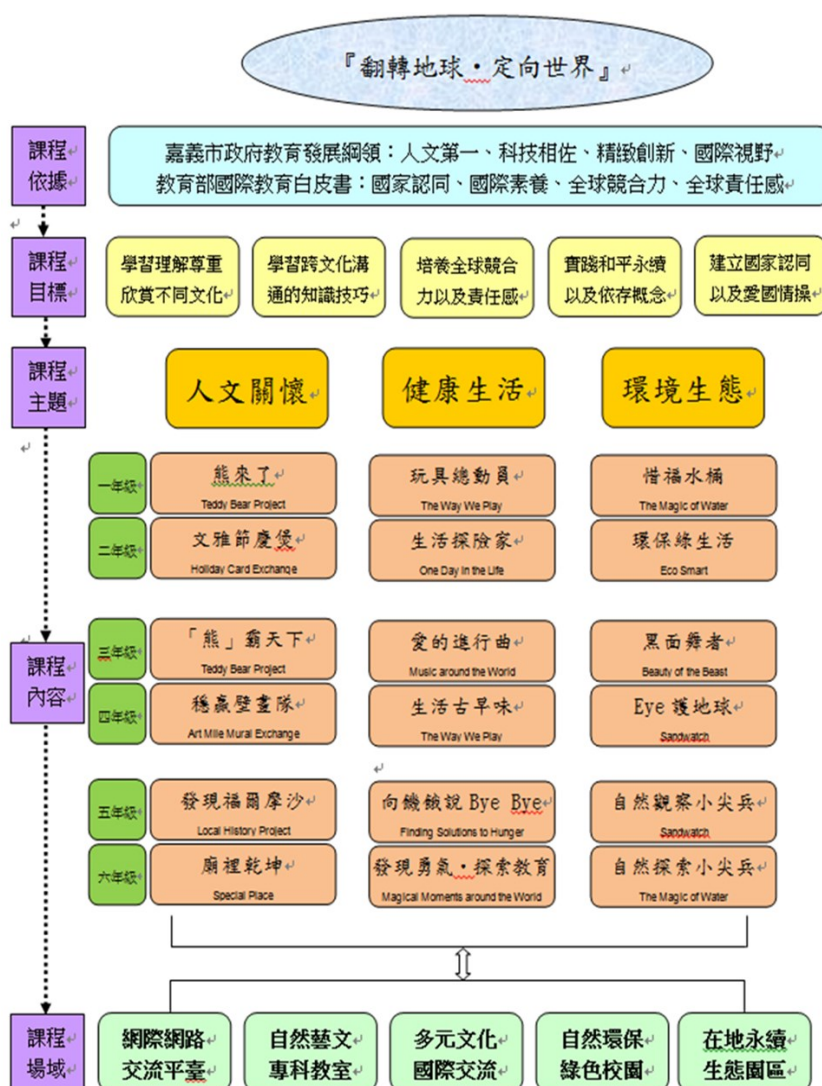 『翻轉地球‧定向世界』
課程
依據
嘉義市政府教育發展綱領：人文第一、科技相佐、精緻創新、國際視野
教育部國際教育白皮書：國家認同、國際素養、全球競合力、全球責任感
課程
目標
學習理解尊重
欣賞不同文化
學習跨文化溝
通的知識技巧
培養全球競合
力以及責任感
實踐和平永續
以及依存概念
建立國家認同
以及愛國情操
課程
主題
人文關懷
健康生活
環境生態
課程
內容
一年級
熊來了
Teddy Bear Project
玩具總動員
The Way We Play
惜福水桶
The Magic of Water
二年級
文雅節慶煲
Holiday Card Exchange
生活探險家
One Day in the Life
環保綠生活
Eco Smart
三年級
「熊」霸天下
Teddy Bear Project
愛的進行曲
Music around the World
黑面舞者
Beauty of the Beast
四年級
穩贏壁畫隊
Art Mile Mural Exchange
生活古早味
The Way We Play
Eye 護地球
Sandwatch
五年級
發現福爾摩沙
Local History Project
向饑餓說 Bye Bye
Finding Solutions to Hunger
自然觀察小尖兵
Sandwatch
六年級
廟裡乾坤
Special Place
發現勇氣‧探索教育
Magical Moments around the World
自然探索小尖兵
The Magic of Water
課程
場域
網際網路
交流平臺
自然藝文
專科教室
多元文化
國際交流
自然環保
綠色校園
在地永續
生態園區